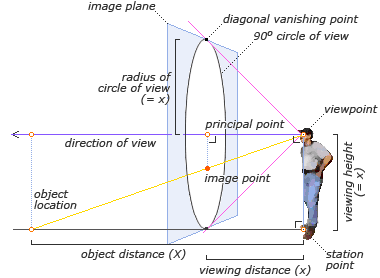 image plane
diagonal vanishing point
90º circle of view
radius of
circle of view
(= x)
principal point
viewpoint
direction of view
image point
viewing height
(= x)
object
location
object distance (X)
viewing distance (x)
station
point